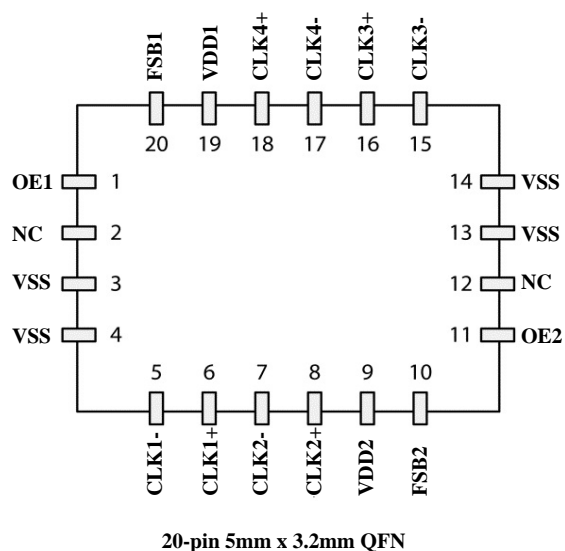 FSB1
VDD1
CLK4+
CLK4-
CLK3+
CLK3-
20 19 18 17 16 15
OE1 1
14 VSS
NC 2
13 VSS
VSS 3
12 NC
VSS 4
11 OE2
5 6 7 8 9 10
CLK1-
CLK1+
CLK2-
CLK2+
VDD2
FSB2
20-pin 5mm x 3.2mm QFN